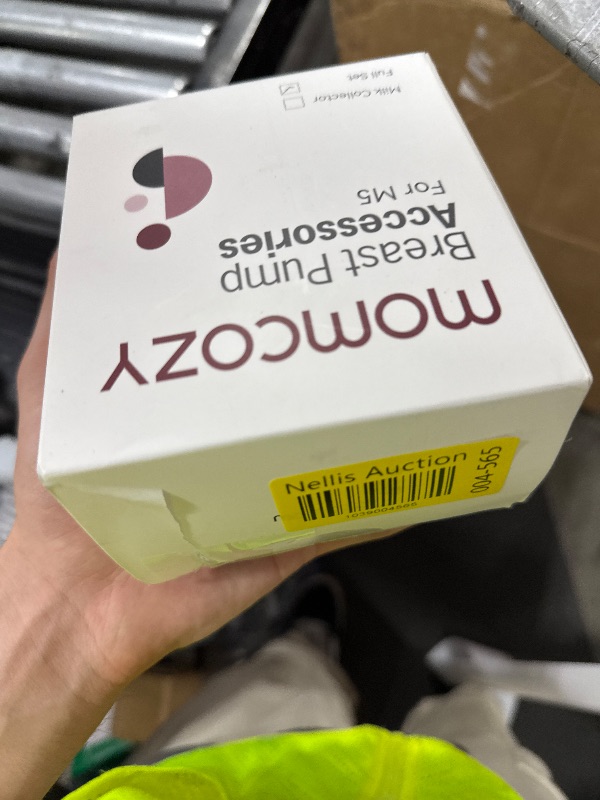 momcozy
Breast Pump
Accessories
For M5
Milk Collector
Full Set
Nellis Auction
004-565